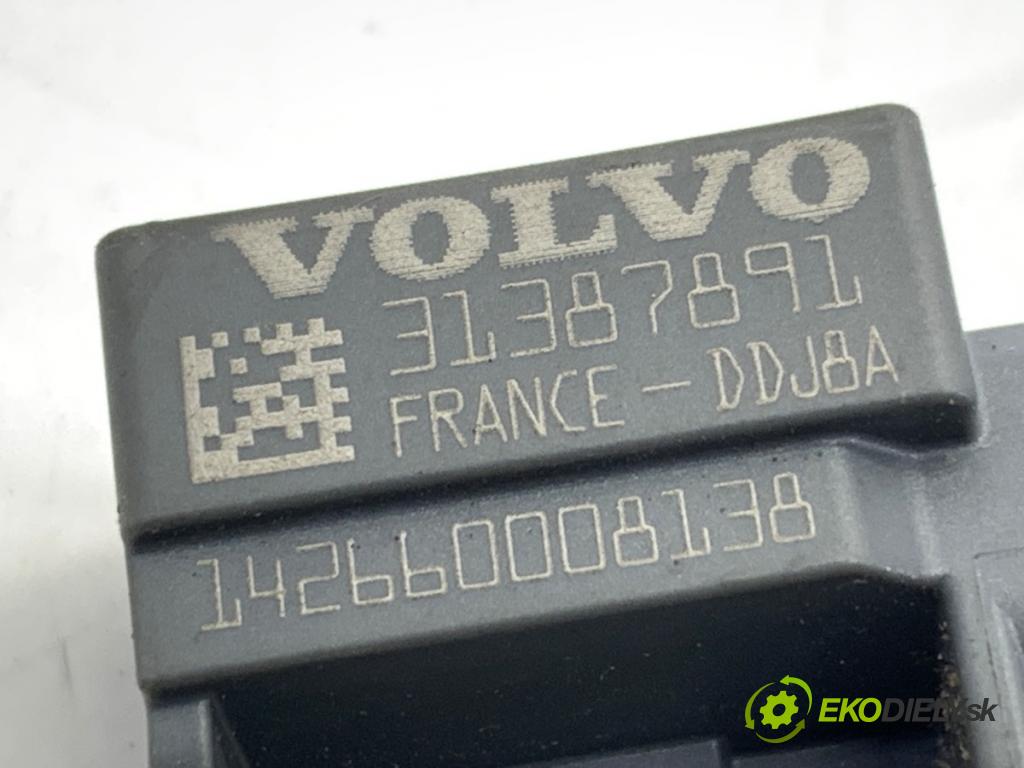 VOLVO
31387891
FRANCE - DDJ8A
142660008138
EKODIELY.sk